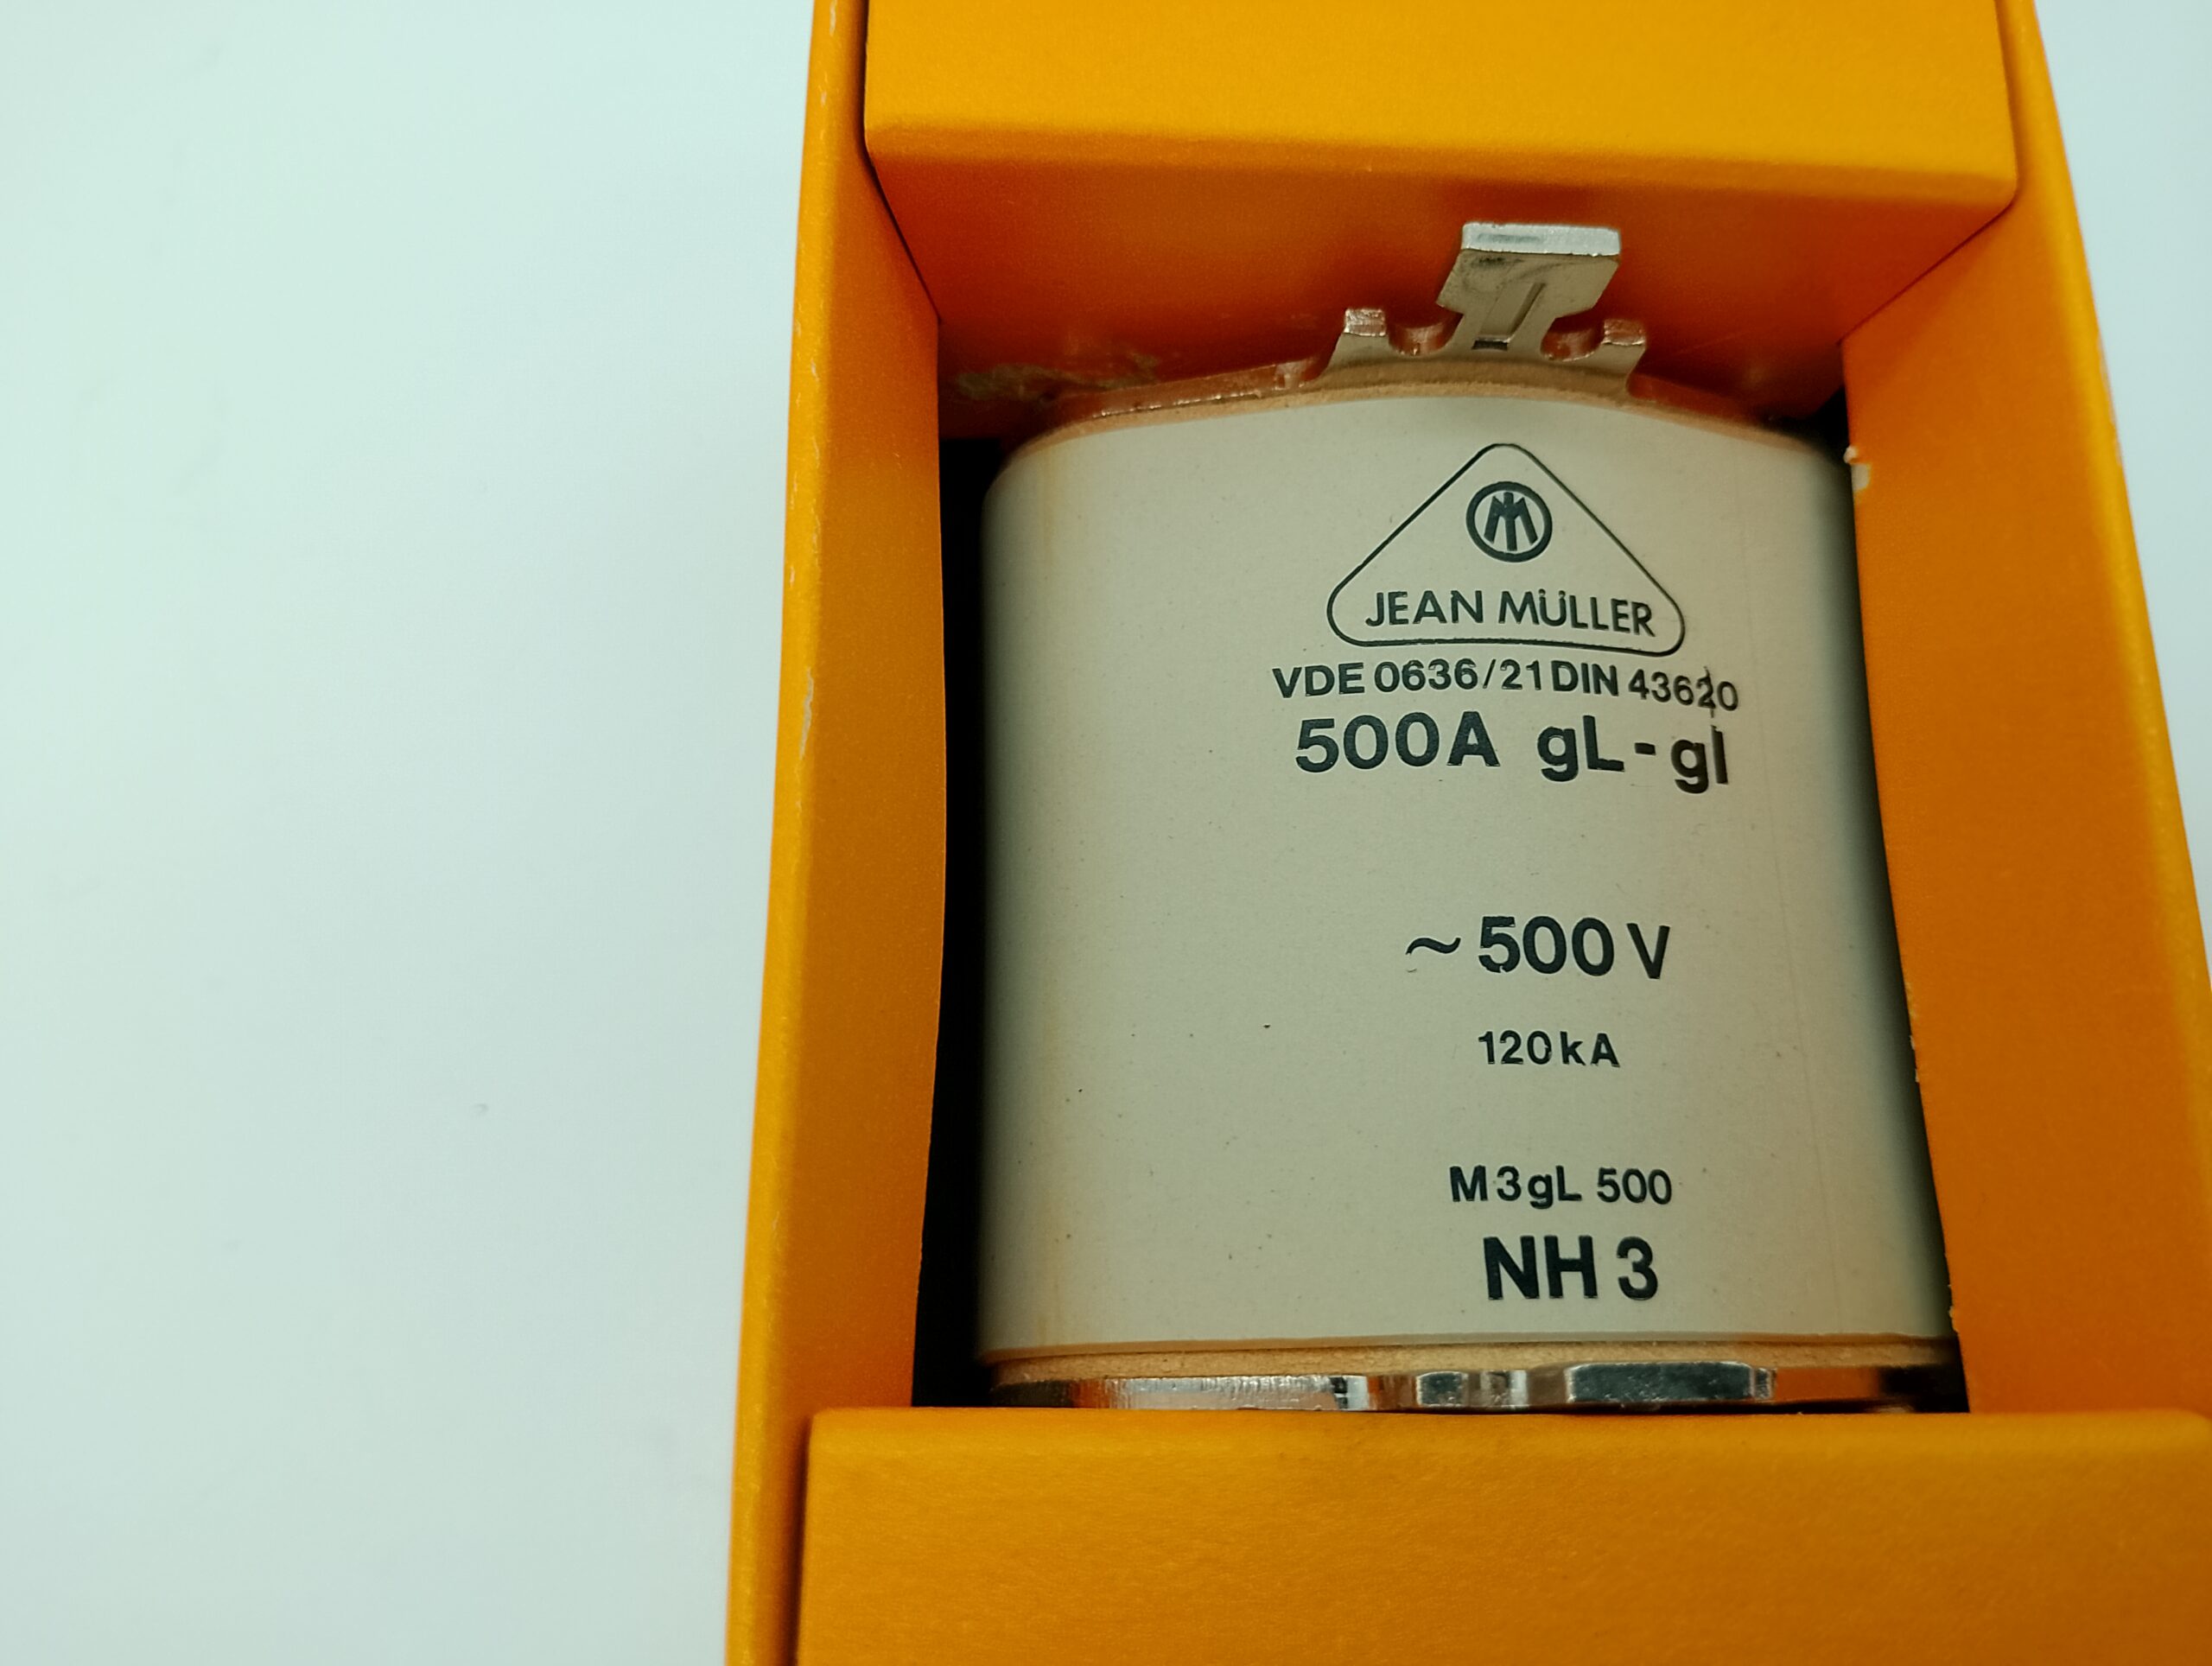 JEAN MÜLLER
VDE 0636/21 DIN 43620
500A gL-gl
~500V
120kA
M3gL 500
NH3